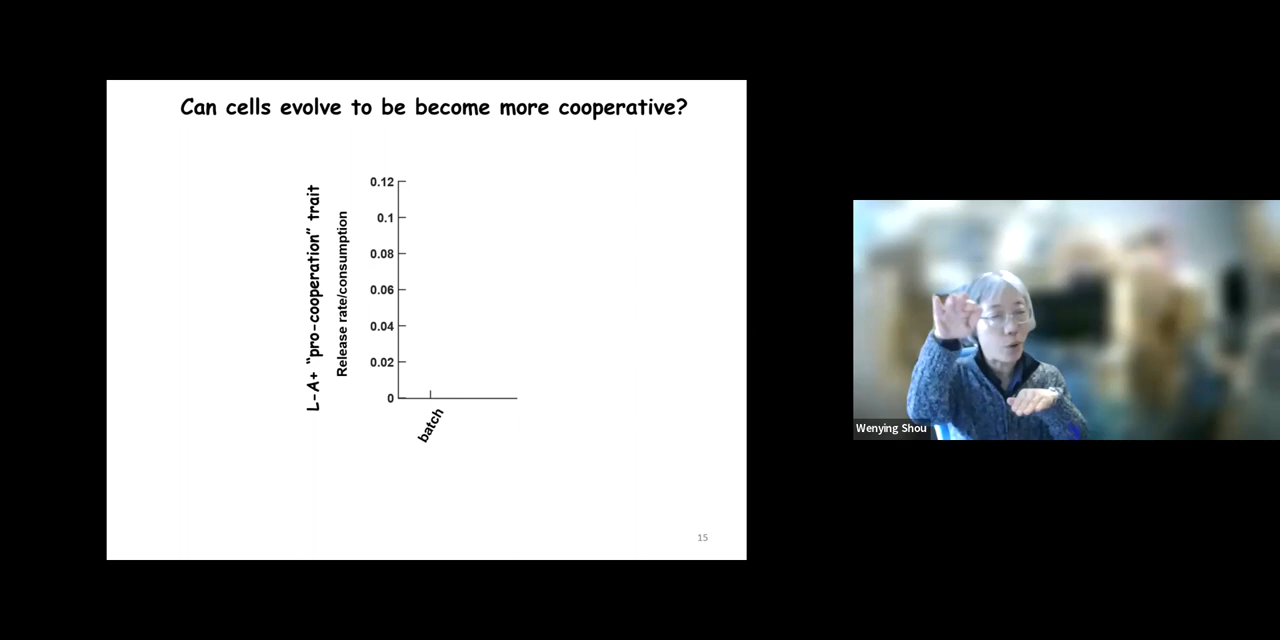 Can cells evolve to be become more cooperative?
L-A+ "pro-cooperation" trait
Release rate/consumption
0.12
0.1
0.08
0.06
0.04
0.02
0
batch
15
Wenying Shou